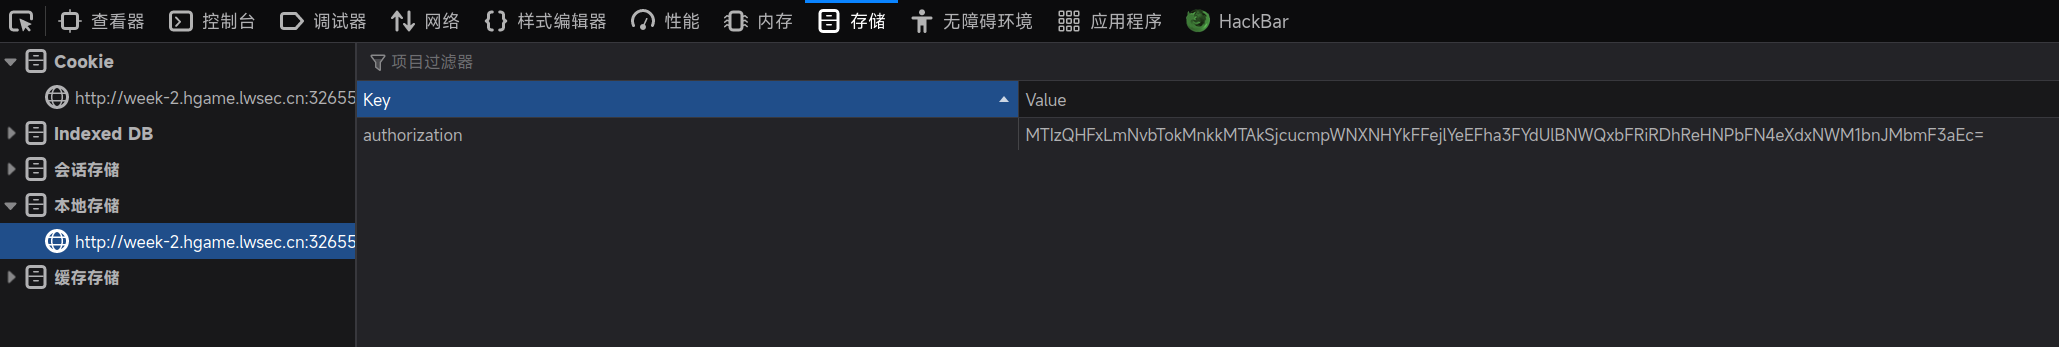 查看器 控制台 调试器 网络 样式编辑器 性能 内存 存储 无障碍环境 应用程序 HackBar
Cookie
项目过滤器
http://week-2.hgame.lwsec.cn:32655
Key Value
Indexed DB
authorization MTIzQHFxLmNvbTokMnkkMTAkSjcucmpWNXNHYkFFejlYeEFha3FYdUlBNWQxbFRiRDhReHNPbFN4eXdxNWM1bnJMbmF3aEc=
会话存储
本地存储
http://week-2.hgame.lwsec.cn:32655
缓存存储